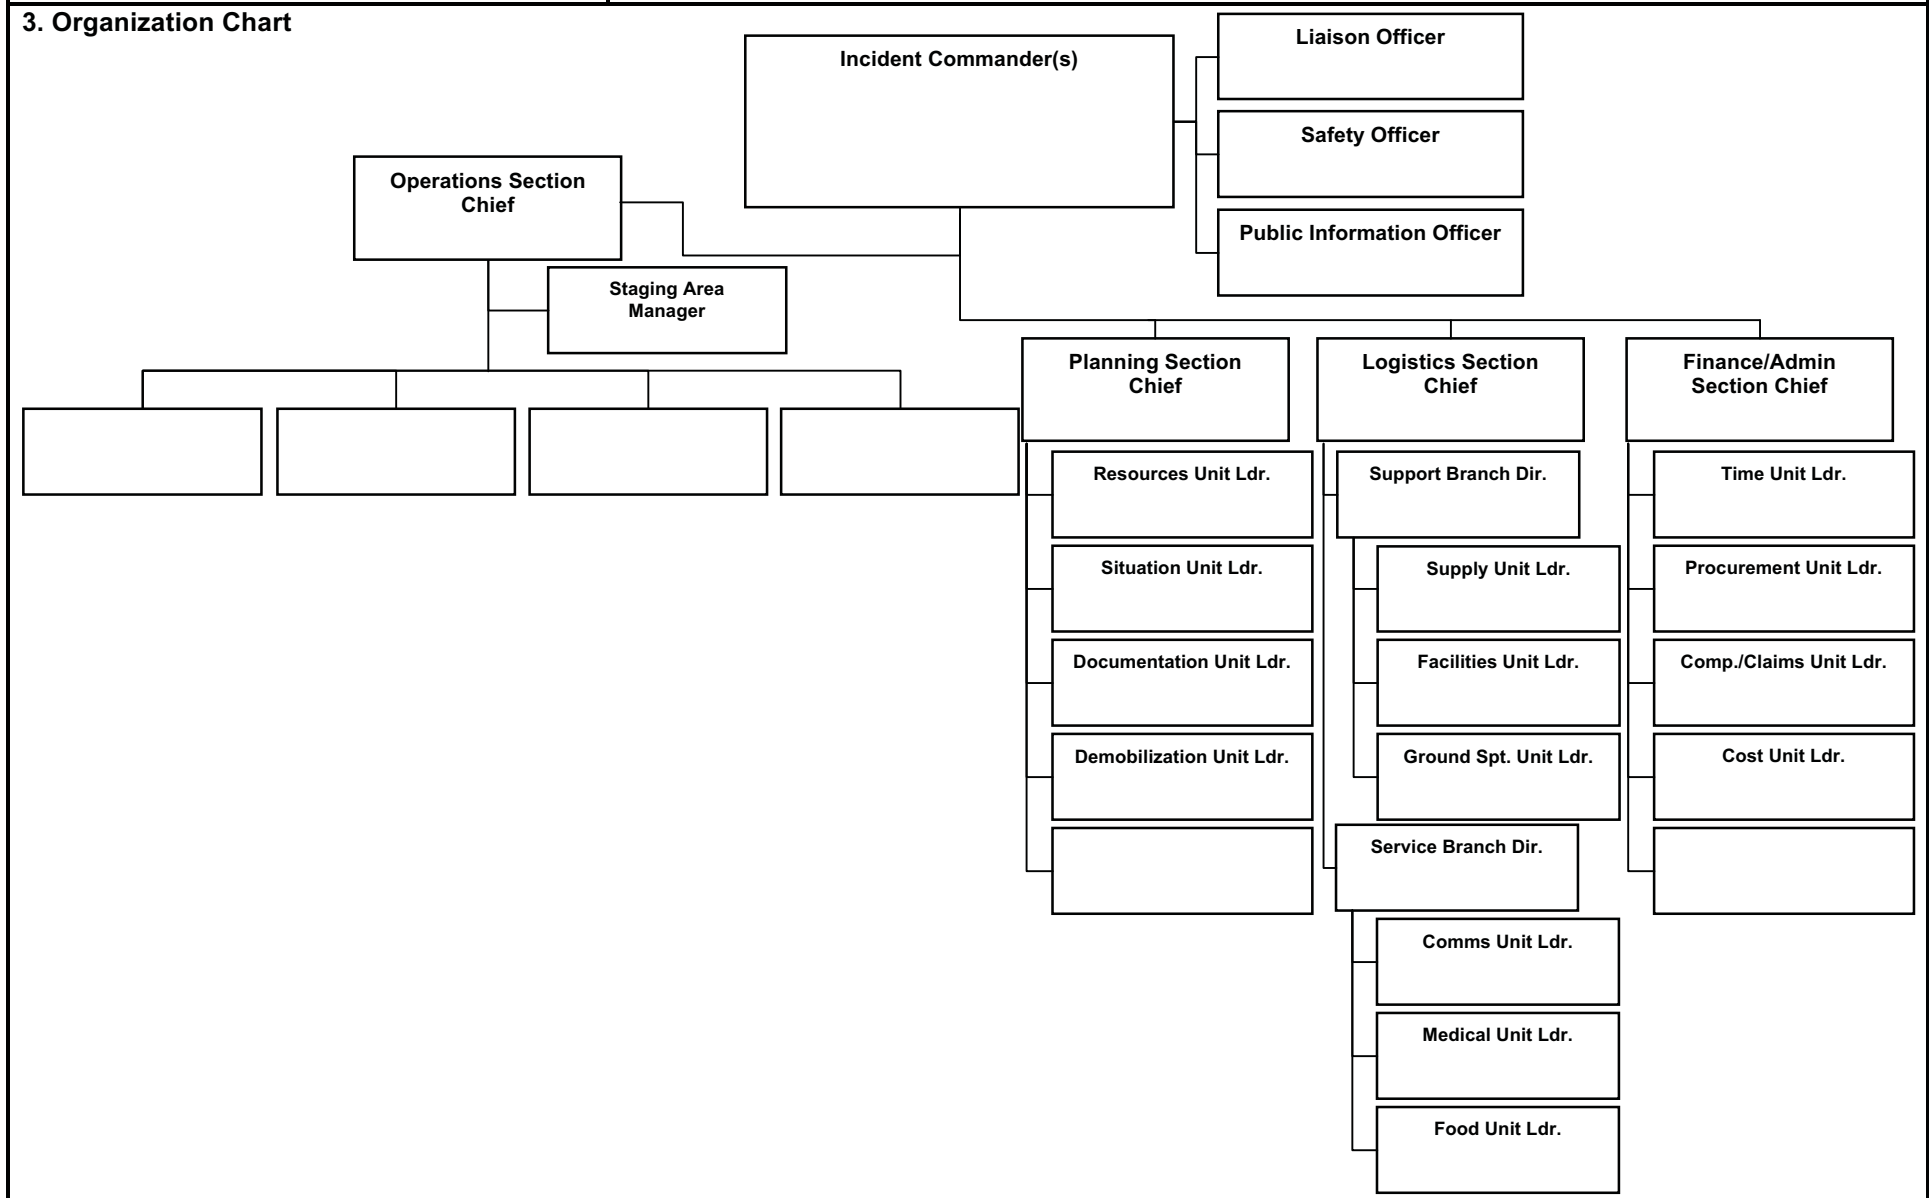 3. Organization Chart
Incident Commander(s)
Liaison Officer
Safety Officer
Public Information Officer
Operations Section
Chief
Staging Area
Manager
Planning Section
Chief
Resources Unit Ldr.
Situation Unit Ldr.
Documentation Unit Ldr.
Demobilization Unit Ldr.
Logistics Section
Chief
Support Branch Dir.
Supply Unit Ldr.
Facilities Unit Ldr.
Ground Spt. Unit Ldr.
Service Branch Dir.
Comms Unit Ldr.
Medical Unit Ldr.
Food Unit Ldr.
Finance/Admin
Section Chief
Time Unit Ldr.
Procurement Unit Ldr.
Comp./Claims Unit Ldr.
Cost Unit Ldr.